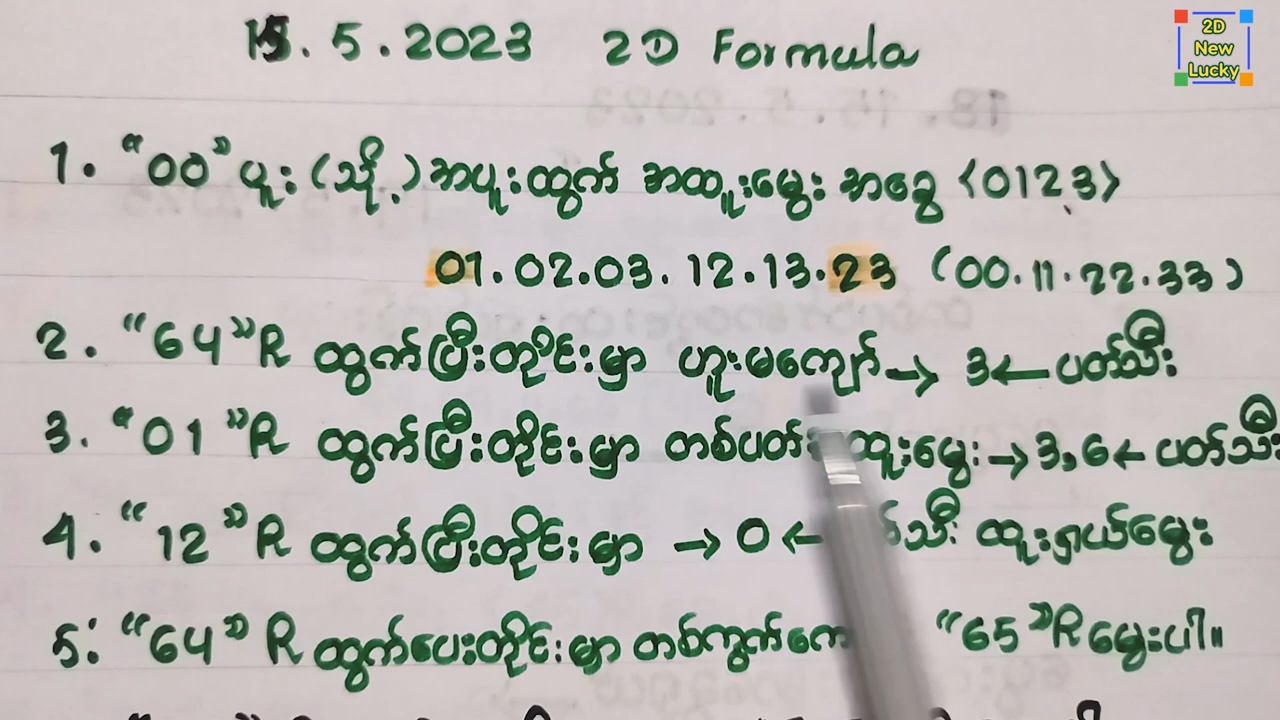 15.5.2023 2D Formula
2D
New
Lucky
1. "00" ပူး (သို့) အပူးထွက် အထူးမွေး အခွေ <0123>
01.02.03.12.13.23 (00.11.22.33)
2. "64" R ထွက်ပြီးတိုင်းမှာ ဟူးမကျော် → 3 ← ပတ်သီး
3. "01" R ထွက်ပြီးတိုင်းမှာ တစ်ပတ် ထူးမွေး → 3,6 ← ပတ်သီး
4. "12" R ထွက်ပြီးတိုင်းမှာ → 0 ← ထူးရှယ်မွေး
5: "64" R ထွက်ပေးတိုင်းမှာ တစ်ကွက်ကော "65" R မွေးပါ။